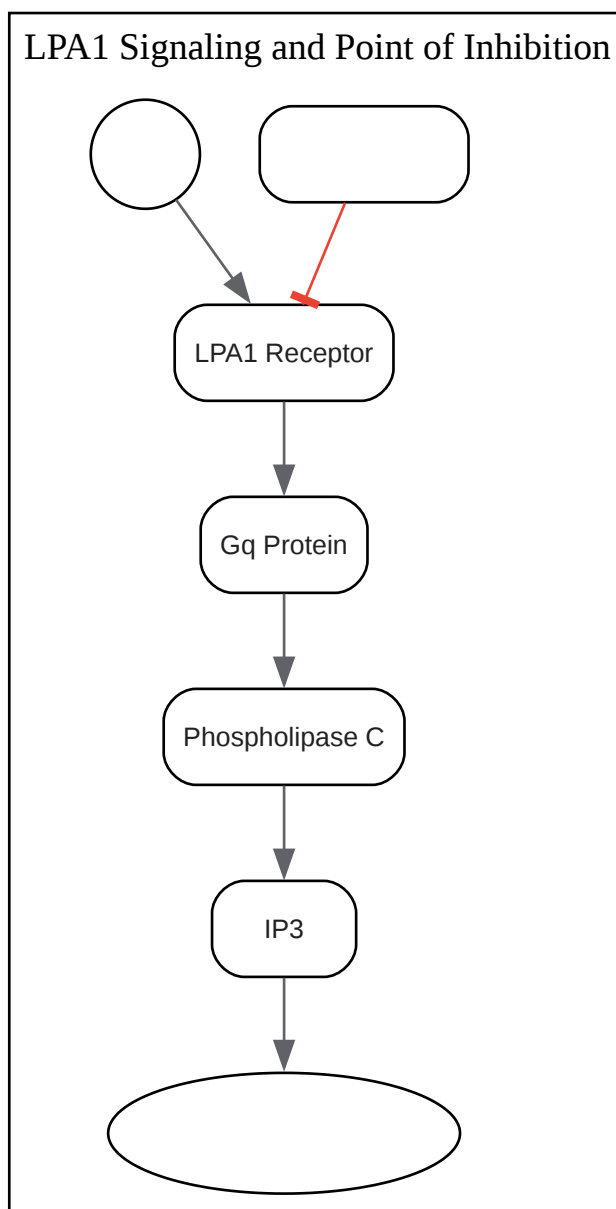 LPA1 Signaling and Point of Inhibition
LPA1 Receptor
Gq Protein
Phospholipase C
IP3